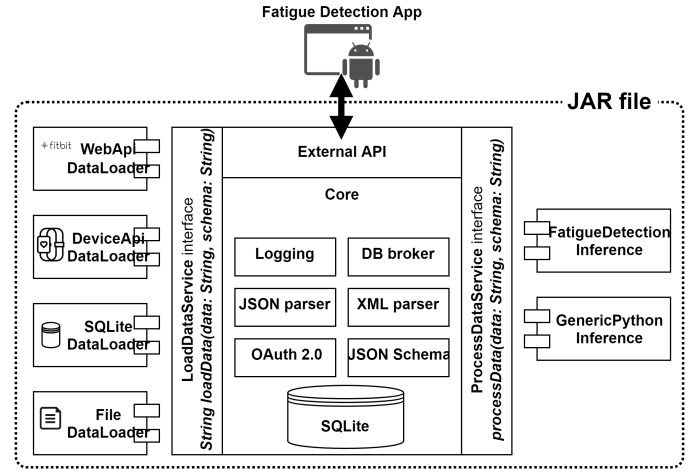 Fatigue Detection App
JAR file
fitbit WebApi
DataLoader
DeviceApi
DataLoader
SQLite
DataLoader
File
DataLoader
LoadDataService interface
String loadData(data: String, schema: String)
External API
Core
Logging
DB broker
JSON parser
XML parser
OAuth 2.0
JSON Schema
SQLite
ProcessDataService interface
processData(data: String, schema: String)
FatigueDetection
Inference
GenericPython
Inference